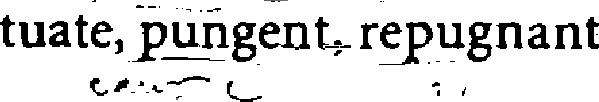 tuate, pungent, repugnant